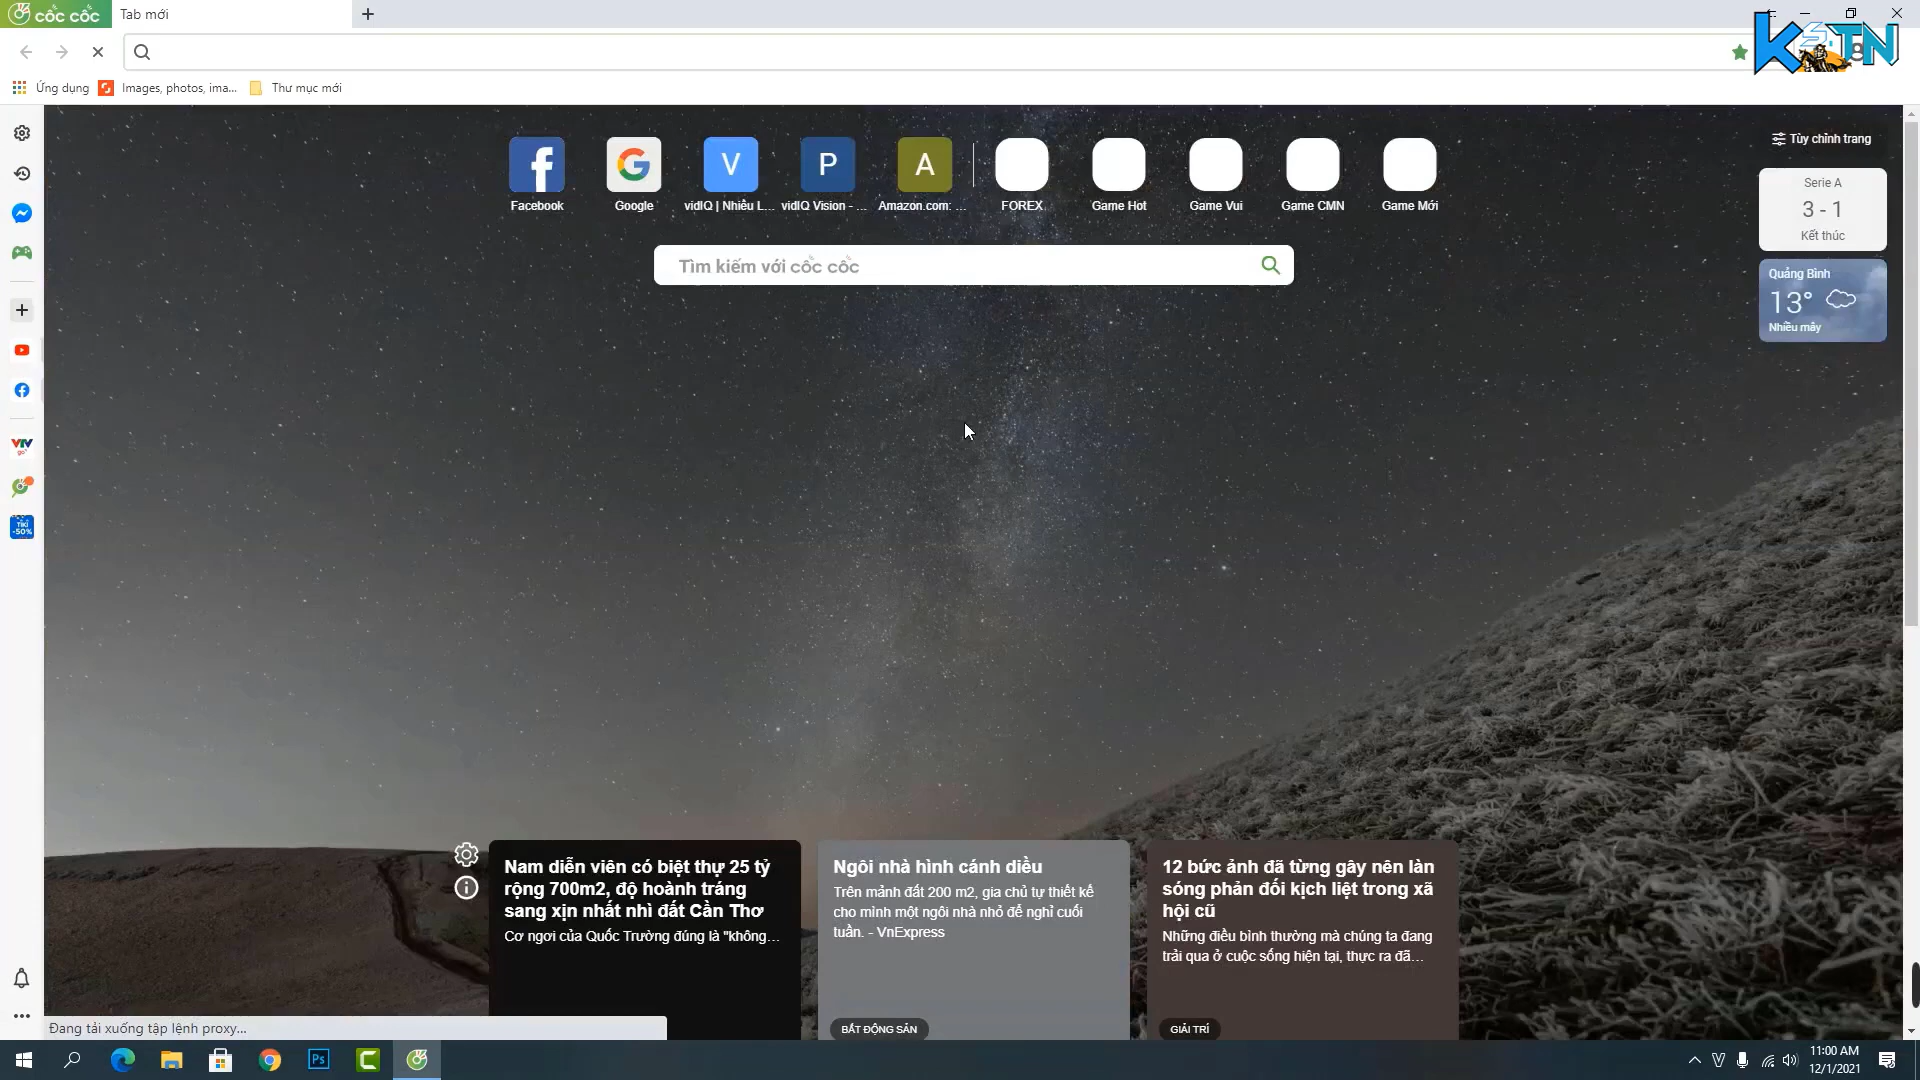 cốc cốc
Tab mới
Ứng dụng
Images, photos, ima...
Thư mục mới
KSTN
Tùy chỉnh trang
Facebook
Google
V
vidIQ | Nhiều L...
P
vidIQ Vision - ...
A
Amazon.com: ...
FOREX
Game Hot
Game Vui
Game CMN
Game Mới
Tìm kiếm với cốc cốc
Serie A
3 - 1
Kết thúc
Quảng Bình
13°
Nhiều mây
VTV
go
TIKI
-50%
Nam diễn viên có biệt thự 25 tỷ
rộng 700m2, độ hoành tráng
sang xịn nhất nhì đất Cần Thơ
Cơ ngơi của Quốc Trường đúng là "không...
Ngôi nhà hình cánh diều
Trên mảnh đất 200 m2, gia chủ tự thiết kế
cho mình một ngôi nhà nhỏ để nghỉ cuối
tuần. - VnExpress
BẤT ĐỘNG SẢN
12 bức ảnh đã từng gây nên làn
sóng phản đối kịch liệt trong xã
hội cũ
Những điều bình thường mà chúng ta đang
trải qua ở cuộc sống hiện tại, thực ra đã...
GIẢI TRÍ
Đang tải xuống tập lệnh proxy...
Ps
11:00 AM
12/1/2021